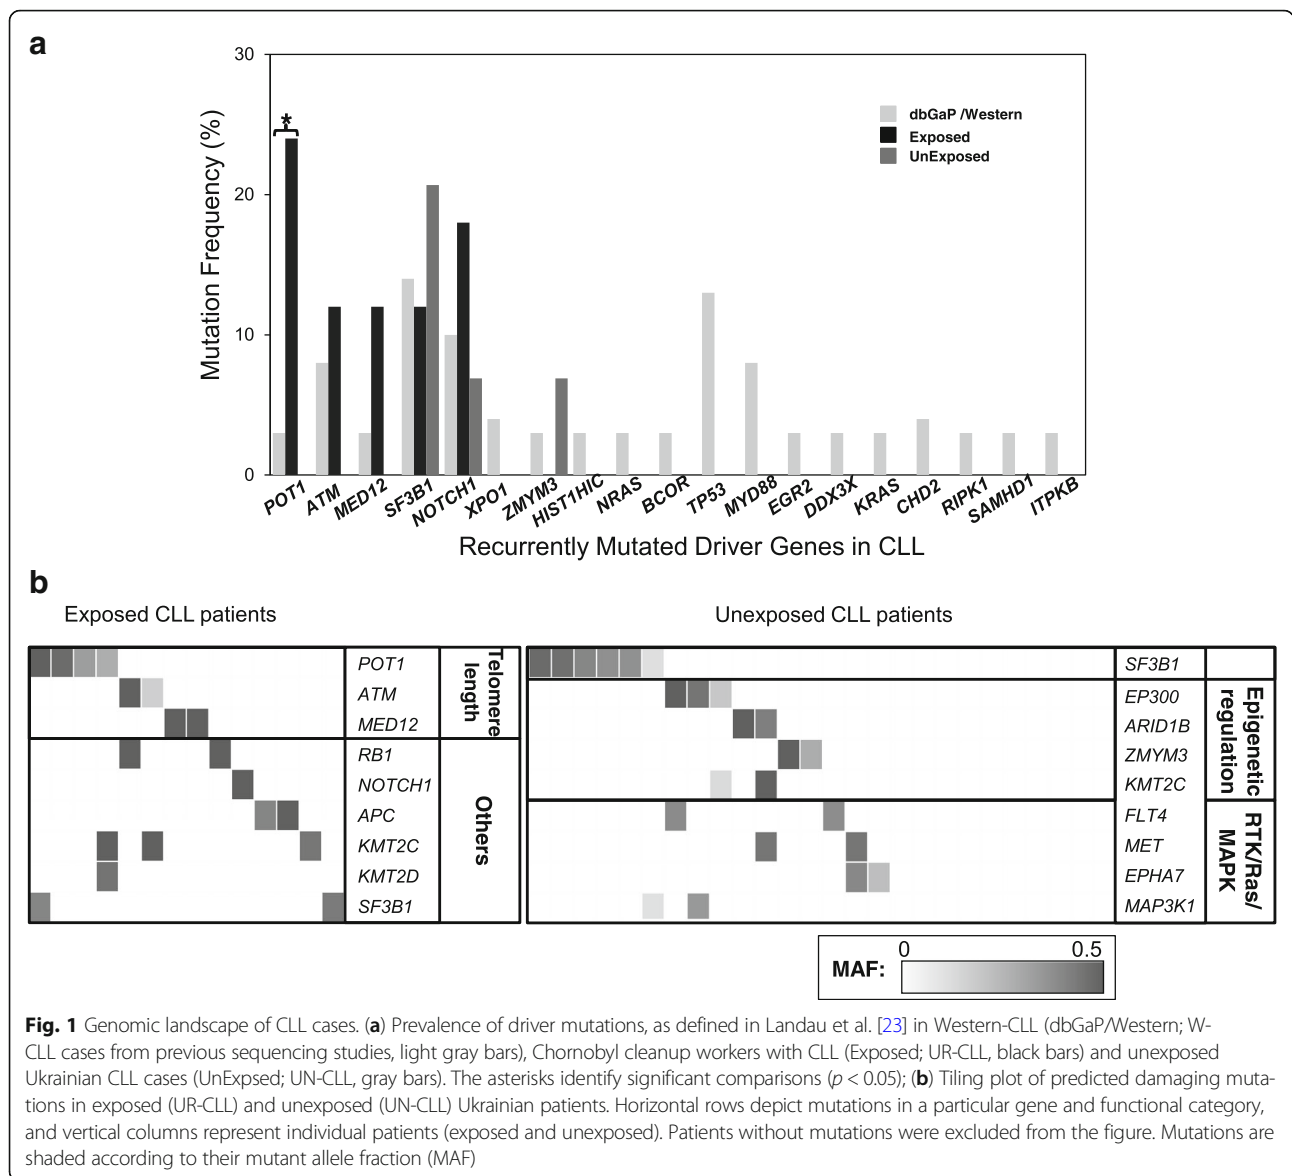 a
30
20
10
0
Mutation Frequency (%)
*
dbGaP /Western
Exposed
UnExposed
POT1
ATM
MED12
SF3B1
NOTCH1
XPO1
ZMYM3
HIST1HIC
NRAS
BCOR
TP53
MYD88
EGR2
DDX3X
KRAS
CHD2
RIPK1
SAMHD1
ITPKB
Recurrently Mutated Driver Genes in CLL
b
Exposed CLL patients
POT1
ATM
MED12
RB1
NOTCH1
APC
KMT2C
KMT2D
SF3B1
Telomere
length
Others
Unexposed CLL patients
SF3B1
EP300
ARID1B
ZMYM3
KMT2C
FLT4
MET
EPHA7
MAP3K1
Epigenetic
regulation
RTK/Ras/
MAPK
MAF:
0
0.5
Fig. 1 Genomic landscape of CLL cases. (a) Prevalence of driver mutations, as defined in Landau et al. [23] in Western-CLL (dbGaP/Western; W-
CLL cases from previous sequencing studies, light gray bars), Chornobyl cleanup workers with CLL (Exposed; UR-CLL, black bars) and unexposed
Ukrainian CLL cases (UnExpsed; UN-CLL, gray bars). The asterisks identify significant comparisons (p < 0.05); (b) Tiling plot of predicted damaging muta-
tions in exposed (UR-CLL) and unexposed (UN-CLL) Ukrainian patients. Horizontal rows depict mutations in a particular gene and functional category,
and vertical columns represent individual patients (exposed and unexposed). Patients without mutations were excluded from the figure. Mutations are
shaded according to their mutant allele fraction (MAF)